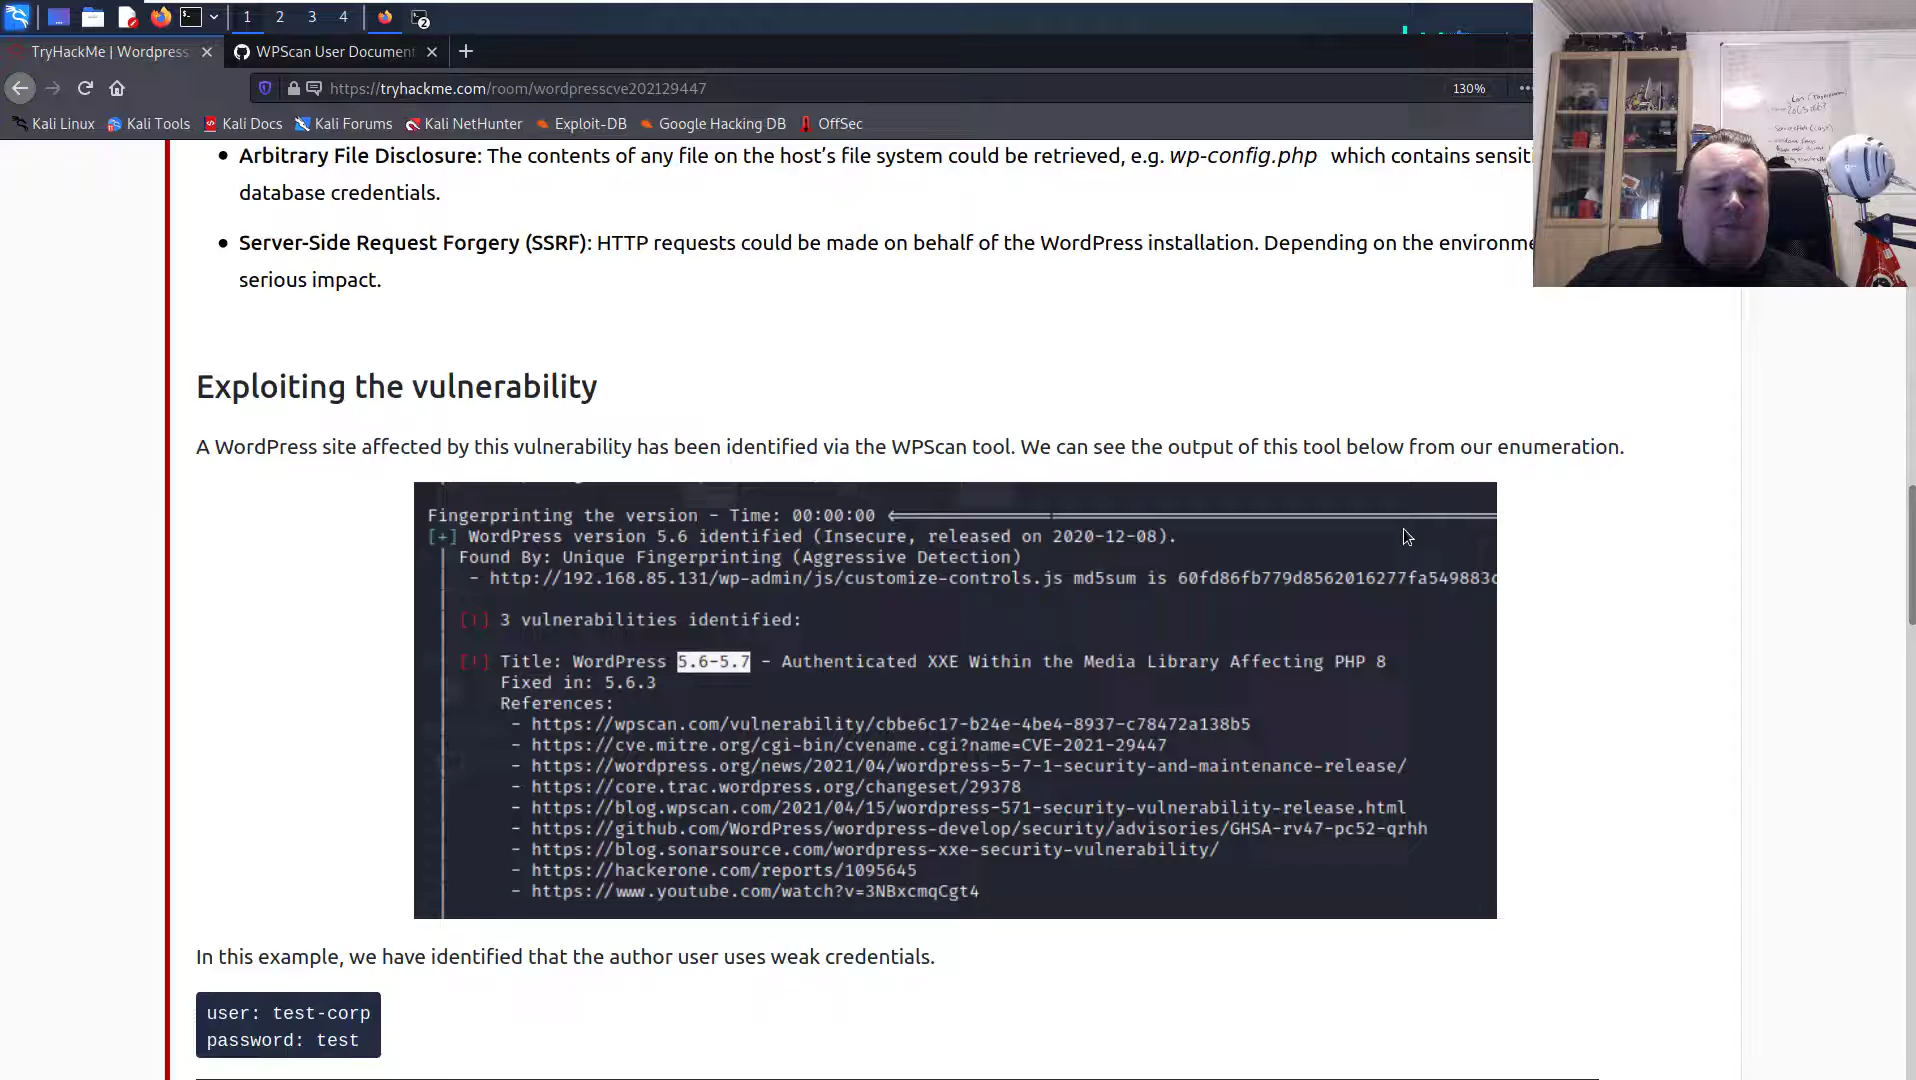 1 2 3 4 2
TryHackMe | Wordpress
WPScan User Document
https://tryhackme.com/room/wordpresscve202129447
130%
Kali Linux Kali Tools Kali Docs Kali Forums Kali NetHunter Exploit-DB Google Hacking DB OffSec
Arbitrary File Disclosure: The contents of any file on the host’s file system could be retrieved, e.g. wp-config.php which contains sensiti
database credentials.
Server-Side Request Forgery (SSRF): HTTP requests could be made on behalf of the WordPress installation. Depending on the environme
serious impact.
Exploiting the vulnerability
A WordPress site affected by this vulnerability has been identified via the WPScan tool. We can see the output of this tool below from our enumeration.
Fingerprinting the version - Time: 00:00:00 <
[+] WordPress version 5.6 identified (Insecure, released on 2020-12-08).
| Found By: Unique Fingerprinting (Aggressive Detection)
| - http://192.168.85.131/wp-admin/js/customize-controls.js md5sum is 60fd86fb779d8562016277fa549883c
| [!] 3 vulnerabilities identified:
| [!] Title: WordPress 5.6-5.7 - Authenticated XXE Within the Media Library Affecting PHP 8
| Fixed in: 5.6.3
| References:
| - https://wpscan.com/vulnerability/cbbe6c17-b24e-4be4-8937-c78472a138b5
| - https://cve.mitre.org/cgi-bin/cvename.cgi?name=CVE-2021-29447
| - https://wordpress.org/news/2021/04/wordpress-5-7-1-security-and-maintenance-release/
| - https://core.trac.wordpress.org/changeset/29378
| - https://blog.wpscan.com/2021/04/15/wordpress-571-security-vulnerability-release.html
| - https://github.com/WordPress/wordpress-develop/security/advisories/GHSA-rv47-pc52-qrhh
| - https://blog.sonarsource.com/wordpress-xxe-security-vulnerability/
| - https://hackerone.com/reports/1095645
| - https://www.youtube.com/watch?v=3NBxcmqCgt4
In this example, we have identified that the author user uses weak credentials.
user: test-corp
password: test